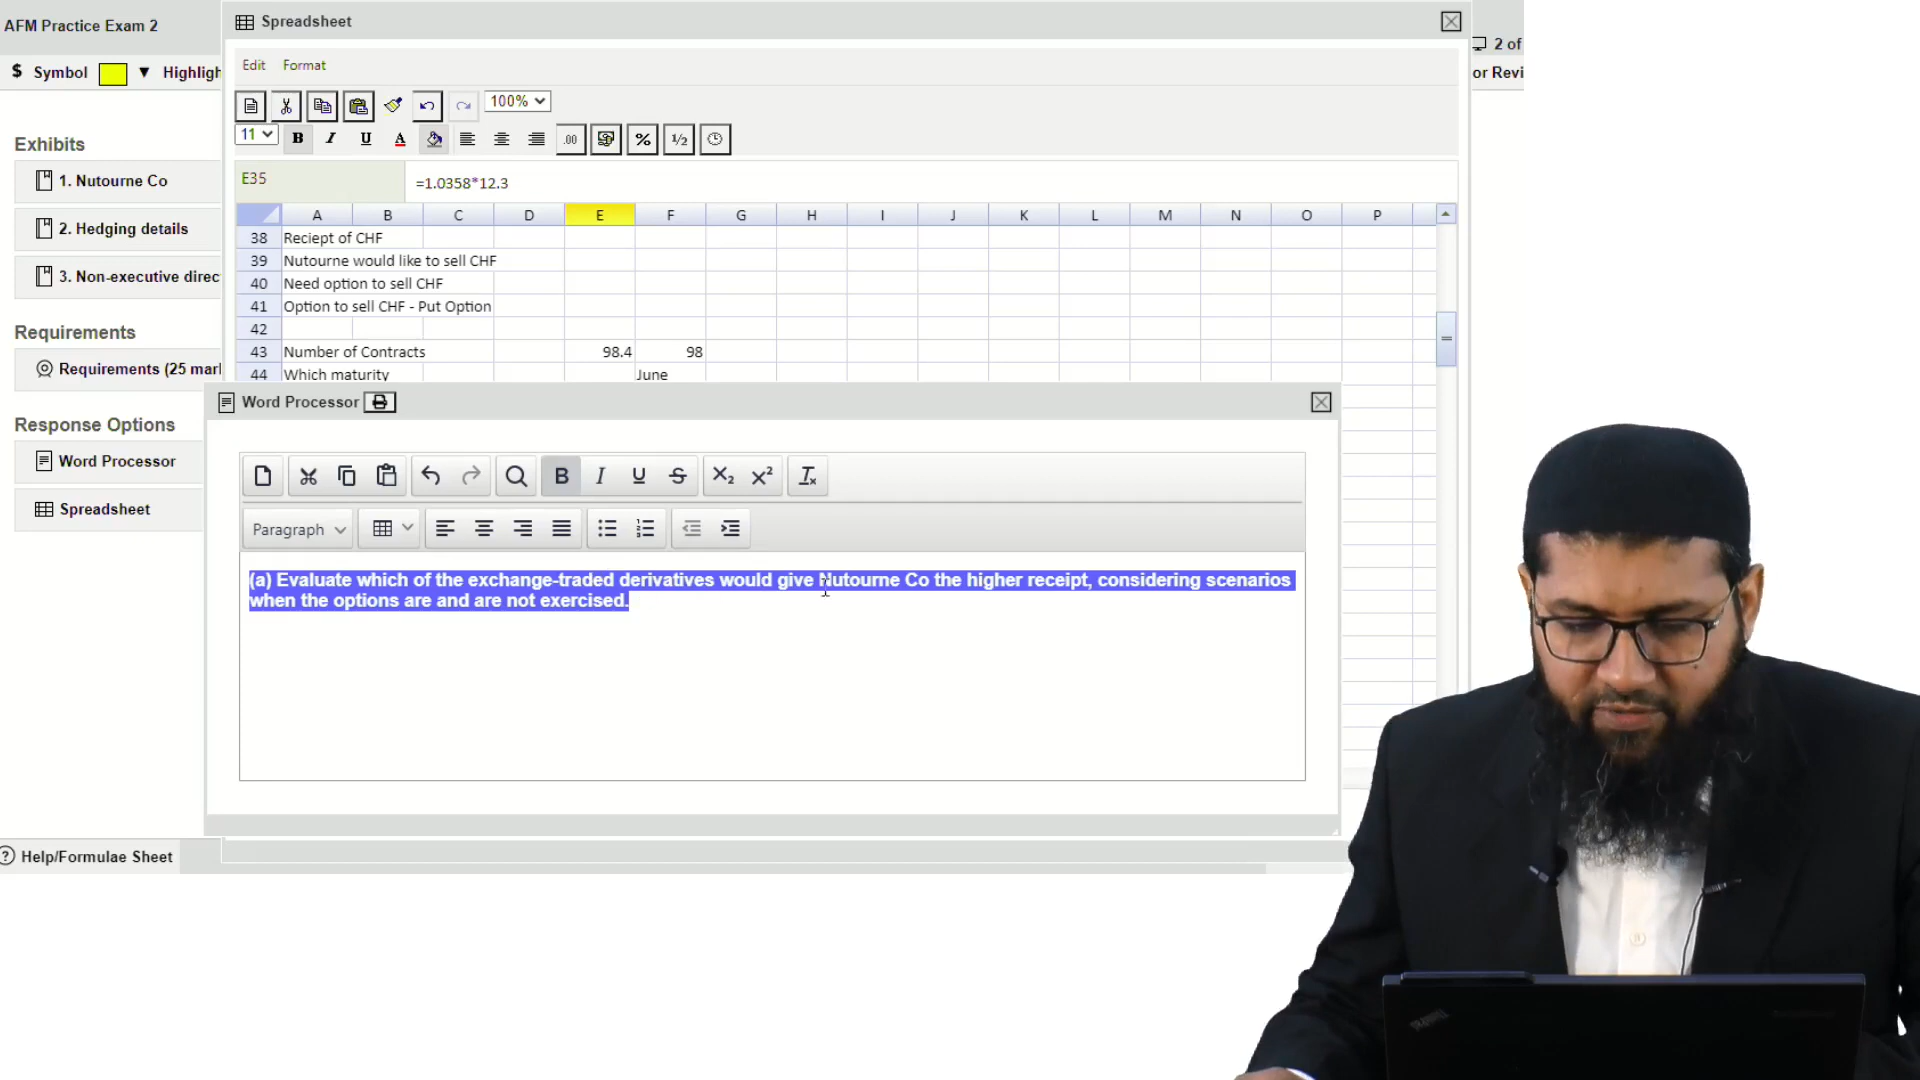 AFM Practice Exam 2
Spreadsheet
2 of
$ Symbol
Highligh
or Revi
Edit Format
100%
11
B I U A .00 % 1/2
Exhibits
1. Nutourne Co
2. Hedging details
3. Non-executive direc
Requirements
Requirements (25 mar
Response Options
Word Processor
Spreadsheet
Help/Formulae Sheet
E35 =1.0358*12.3
A B C D E F G H I J K L M N O P
38 Reciept of CHF
39 Nutourne would like to sell CHF
40 Need option to sell CHF
41 Option to sell CHF - Put Option
42
43 Number of Contracts 98.4 98
44 Which maturity June
Word Processor
B I U S X₂ X² Ix
Paragraph
(a) Evaluate which of the exchange-traded derivatives would give Nutourne Co the higher receipt, considering scenarios
when the options are and are not exercised.